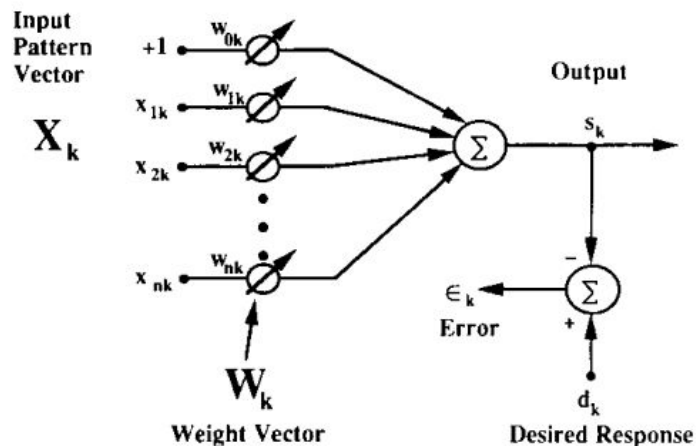 Input
Pattern
Vector
X_k
+1
w_0k
x_1k
w_1k
x_2k
w_2k
x_nk
w_nk
W_k
Weight Vector
Σ
Output
s_k
−
Σ
+
∈_k
Error
d_k
Desired Response